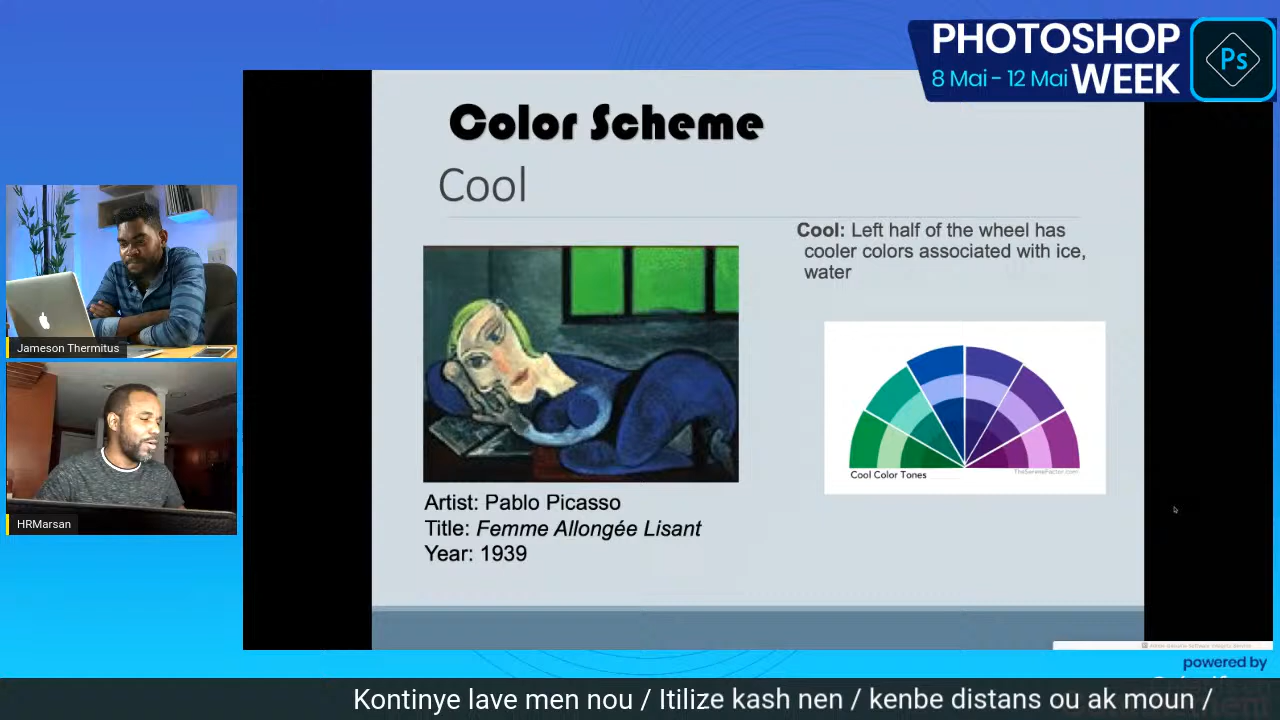 PHOTOSHOP
8 Mai - 12 Mai WEEK
Ps
Color Scheme
Cool
Cool: Left half of the wheel has
cooler colors associated with ice,
water
Jameson Thermitus
HRMarsan
Cool Color Tones
Artist: Pablo Picasso
Title: Femme Allongée Lisant
Year: 1939
powered by
Kontinye lave men nou / Itilize kash nen / kenbe distans ou ak moun /